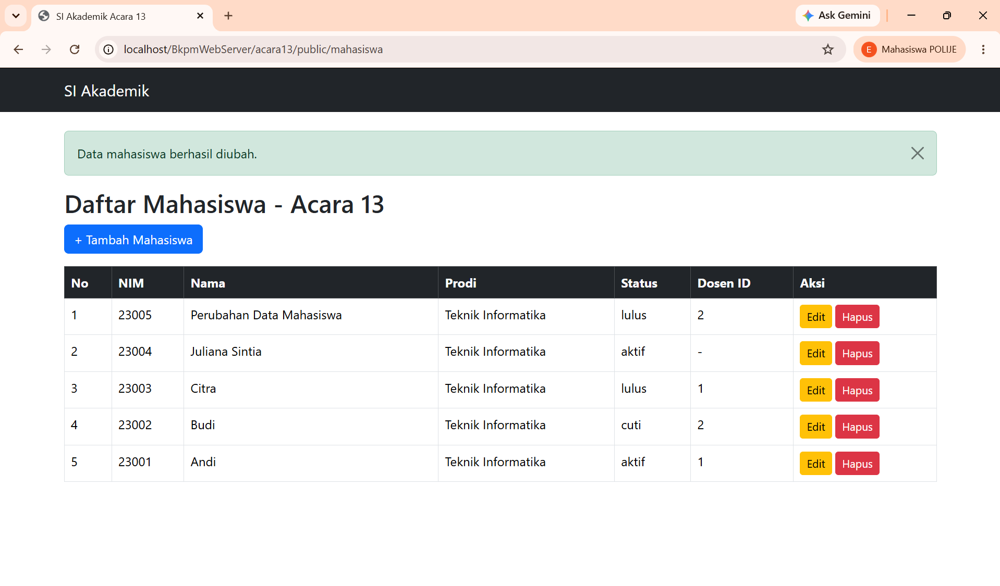 SI Akademik Acara 13
Ask Gemini
localhost/BkpmWebServer/acara13/public/mahasiswa
E
Mahasiswa POLIJE
SI Akademik
Data mahasiswa berhasil diubah.
Daftar Mahasiswa - Acara 13
+ Tambah Mahasiswa
No NIM Nama Prodi Status Dosen ID Aksi
1 23005 Perubahan Data Mahasiswa Teknik Informatika lulus 2 Edit Hapus
2 23004 Juliana Sintia Teknik Informatika aktif - Edit Hapus
3 23003 Citra Teknik Informatika lulus 1 Edit Hapus
4 23002 Budi Teknik Informatika cuti 2 Edit Hapus
5 23001 Andi Teknik Informatika aktif 1 Edit Hapus